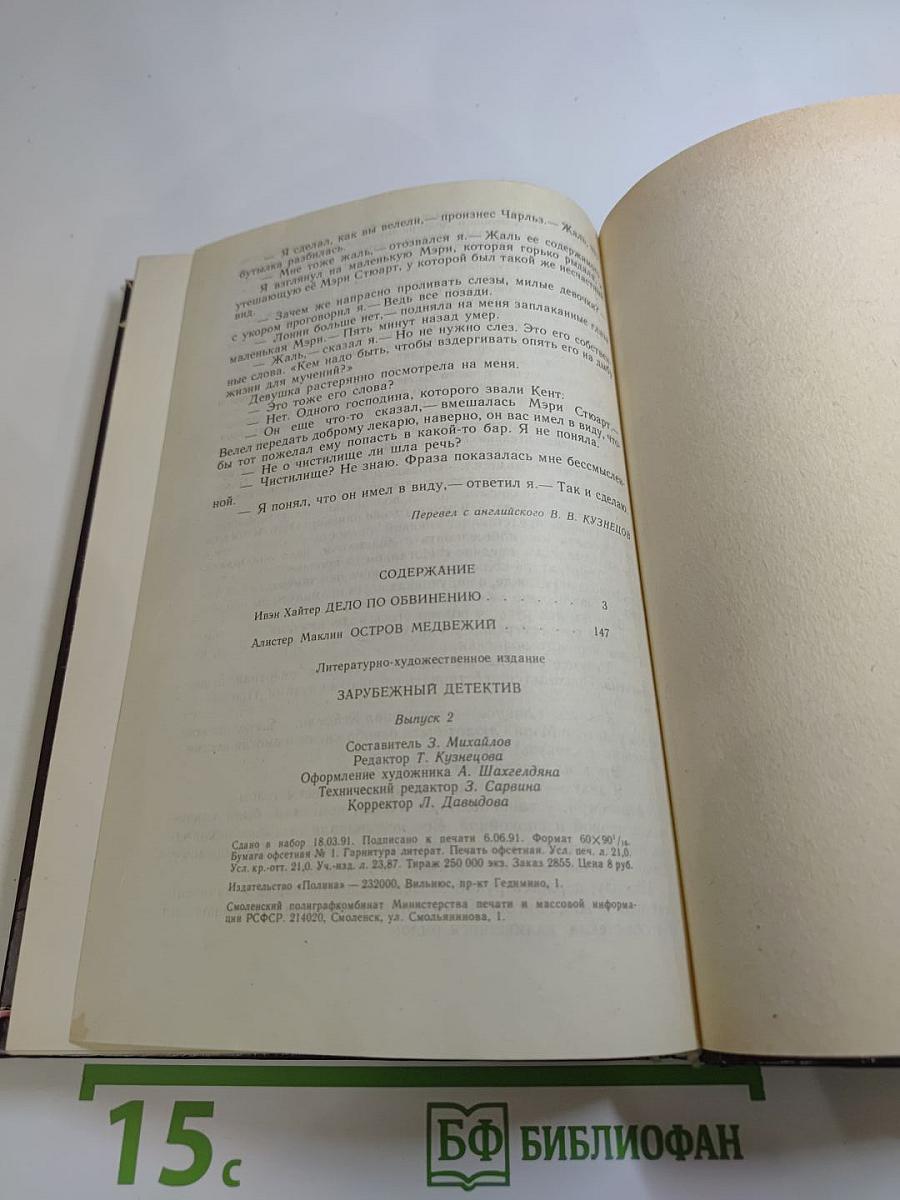 — Я сделал, как вы велели,— произнес Чарльз.— Жаль,
бутылка разбилась.
— Мне тоже жаль,— отозвался я.— Жаль ее содержимого.
Я взглянул на маленькую Мэри, которая горько рыдала, и
утешающую её Мэри Стюарт, у которой был такой же несчастный
вид.
— Зачем же напрасно проливать слезы, милые девочки? —
с укором проговорил я.— Ведь все позади.
— Лонни больше нет,— подняла на меня заплаканные глаза
маленькая Мэри.— Пять минут назад умер.
— Жаль,— сказал я.— Но не нужно слез. Это его собствен-
ные слова. «Кем надо быть, чтобы вздергивать опять его на дыбу
жизни для мучений?»
Девушка растерянно посмотрела на меня.
— Это тоже его слова?
— Нет. Одного господина, которого звали Кент.
— Он еще что-то сказал,— вмешалась Мэри Стюарт.—
Велел передать доброму лекарю, наверно, он вас имел в виду, что-
бы тот пожелал ему попасть в какой-то бар. Я не поняла.
— Не о чистилище ли шла речь?
— Чистилище? Не знаю. Фраза показалась мне бессмыслен-
ной.
— Я понял, что он имел в виду,— ответил я.— Так и сделаю
Перевел с английского В. В. КУЗНЕЦОВ
СОДЕРЖАНИЕ
Ивэн Хайтер ДЕЛО ПО ОБВИНЕНИЮ . . . . . . 3
Алистер Маклин ОСТРОВ МЕДВЕЖИЙ . . . . . 147
Литературно-художественное издание
ЗАРУБЕЖНЫЙ ДЕТЕКТИВ
Выпуск 2
Составитель З. Михайлов
Редактор Т. Кузнецова
Оформление художника А. Шахгелдяна
Технический редактор З. Сарвина
Корректор Л. Давыдова
Сдано в набор 18.03.91. Подписано к печати 6.06.91. Формат 60×90¹/₁₆.
Бумага офсетная № 1. Гарнитура литерат. Печать офсетная. Усл. печ. л. 21,0.
Усл. кр.-отт. 21,0. Уч.-изд. л. 23,87. Тираж 250 000 экз. Заказ 2855. Цена 8 руб.
Издательство «Полина» — 232000, Вильнюс, пр-кт Гедимино, 1.
Смоленский полиграфкомбинат Министерства печати и массовой информа-
ции РСФСР. 214020, Смоленск, ул. Смольянинова, 1.
15 с
БФ БИБЛИОФАН